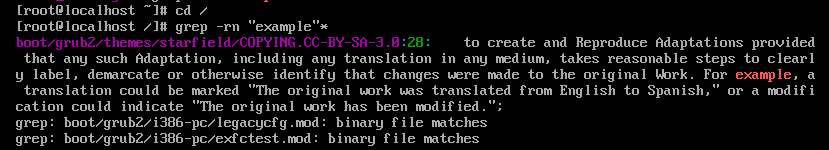 [root@localhost ~]# cd /
[root@localhost /]# grep -rn "example"*
boot/grub2/themes/starfield/COPYING.CC-BY-SA-3.0:28:    to create and Reproduce Adaptations provided
 that any such Adaptation, including any translation in any medium, takes reasonable steps to clearl
y label, demarcate or otherwise identify that changes were made to the original Work. For example, a
 translation could be marked "The original work was translated from English to Spanish," or a modifi
cation could indicate "The original work has been modified.";
grep: boot/grub2/i386-pc/legacycfg.mod: binary file matches
grep: boot/grub2/i386-pc/exfctest.mod: binary file matches